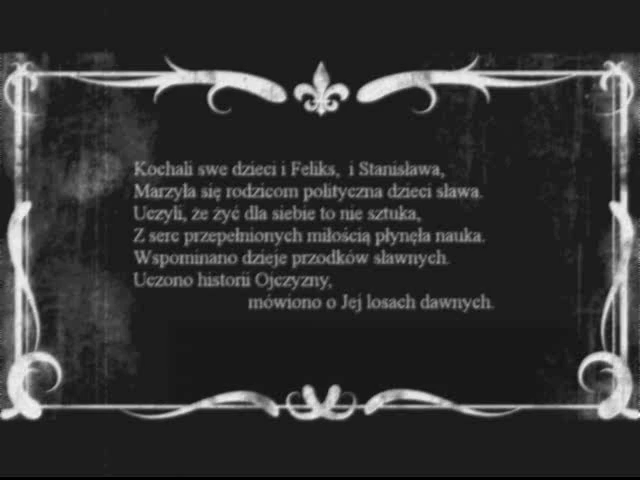 Kochali swe dzieci i Feliks, i Stanisława,
Marzyła się rodzicom polityczna dzieci sława.
Uczyli, że żyć dla siebie to nie sztuka,
Z serc przepełnionych miłością płynęła nauka.
Wspominano dzieje przodków sławnych.
Uczono historii Ojczyzny,
mówiono o Jej losach dawnych.